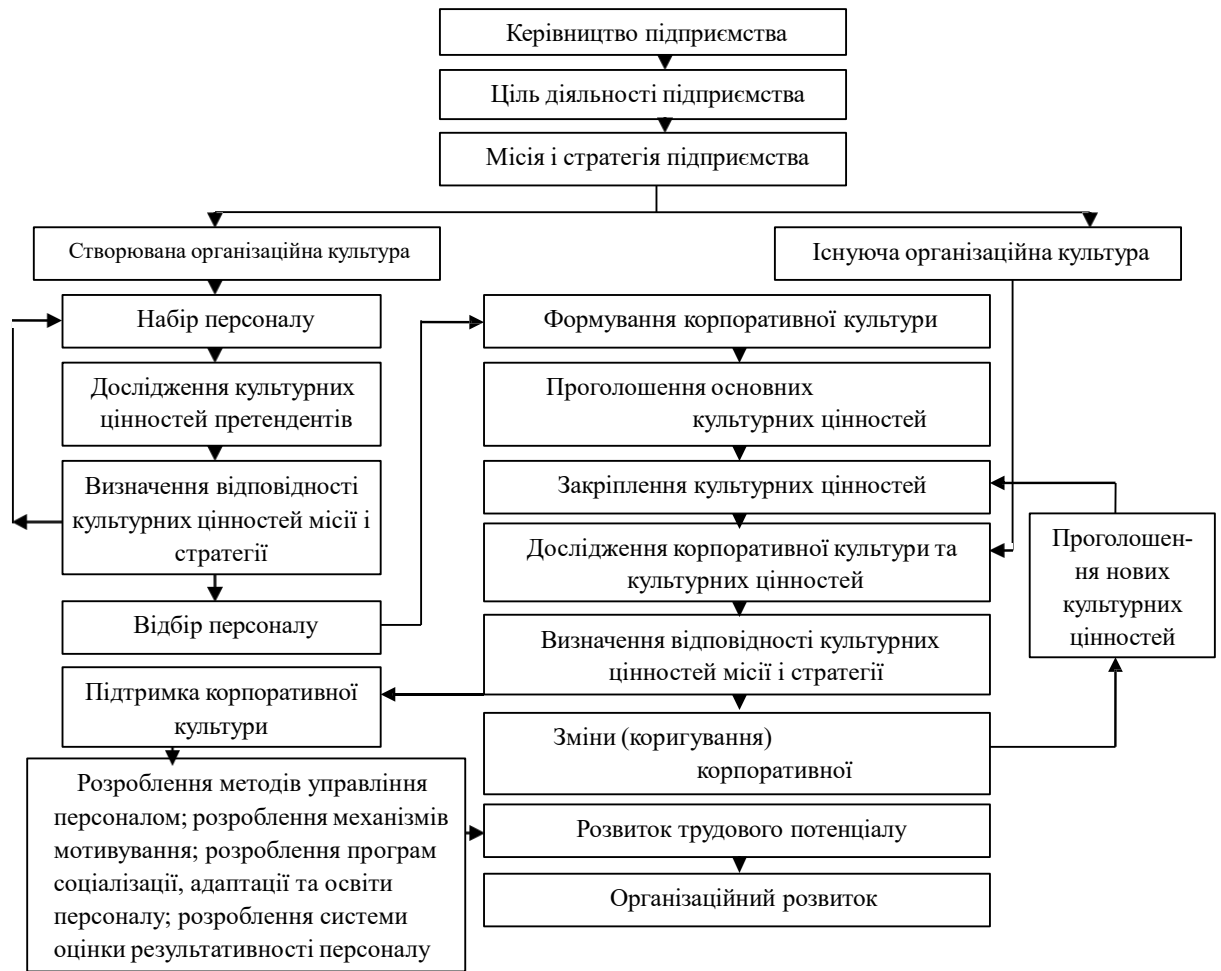 Керівництво підприємства
Ціль діяльності підприємства
Місія і стратегія підприємства
Створювана організаційна культура
Існуюча організаційна культура
Набір персоналу
Дослідження культурних
цінностей претендентів
Визначення відповідності
культурних цінностей місії і
стратегії
Відбір персоналу
Формування корпоративної культури
Проголошення основних
культурних цінностей
Закріплення культурних цінностей
Дослідження корпоративної культури та
культурних цінностей
Визначення відповідності культурних
цінностей місії і стратегії
Зміни (коригування)
корпоративної
Проголошен-
ня нових
культурних
цінностей
Підтримка корпоративної
культури
Розроблення методів управління
персоналом; розроблення механізмів
мотивування; розроблення програм
соціалізації, адаптації та освіти
персоналу; розроблення системи
оцінки результативності персоналу
Розвиток трудового потенціалу
Організаційний розвиток